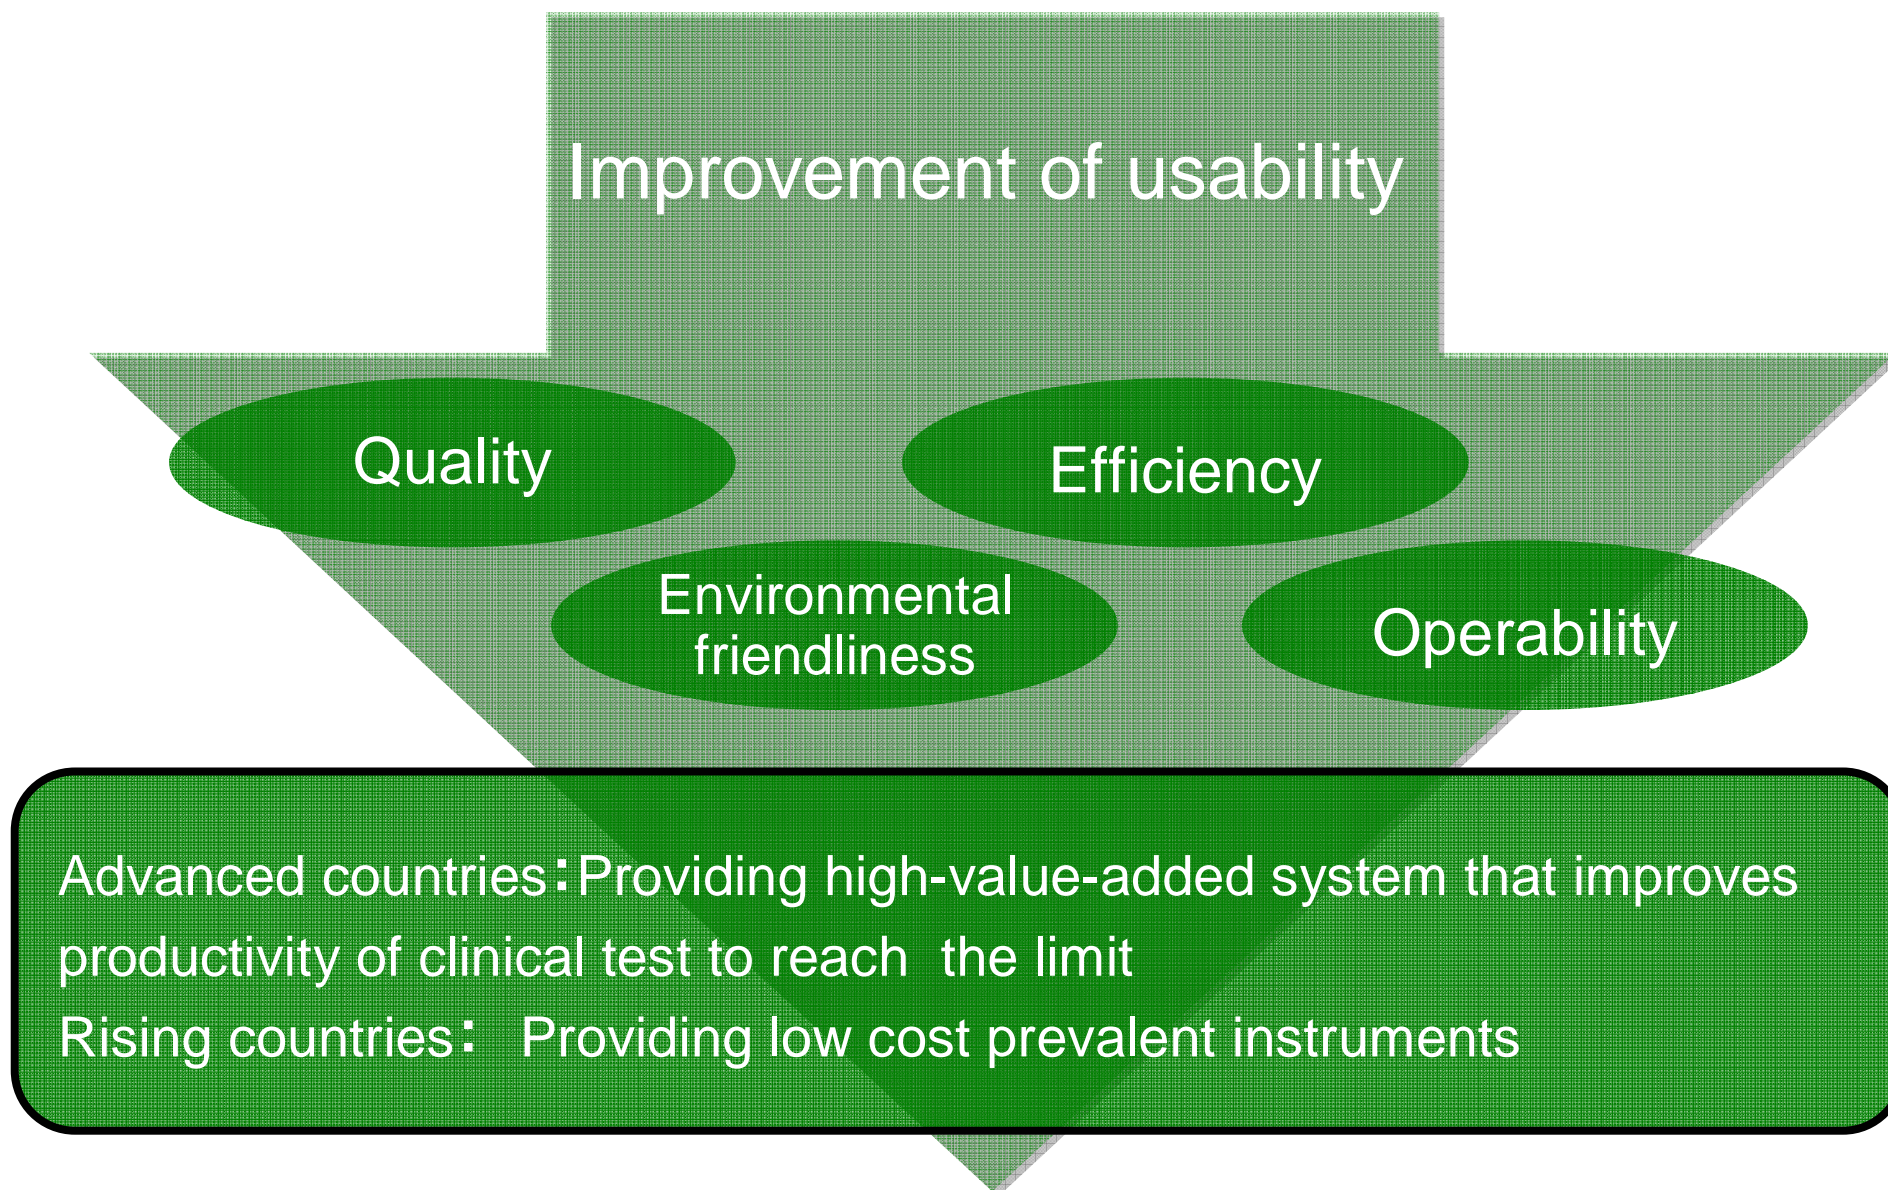 Improvement of usability
Quality
Efficiency
Environmental
friendliness
Operability
Advanced countries：Providing high-value-added system that improves
productivity of clinical test to reach the limit
Rising countries： Providing low cost prevalent instruments